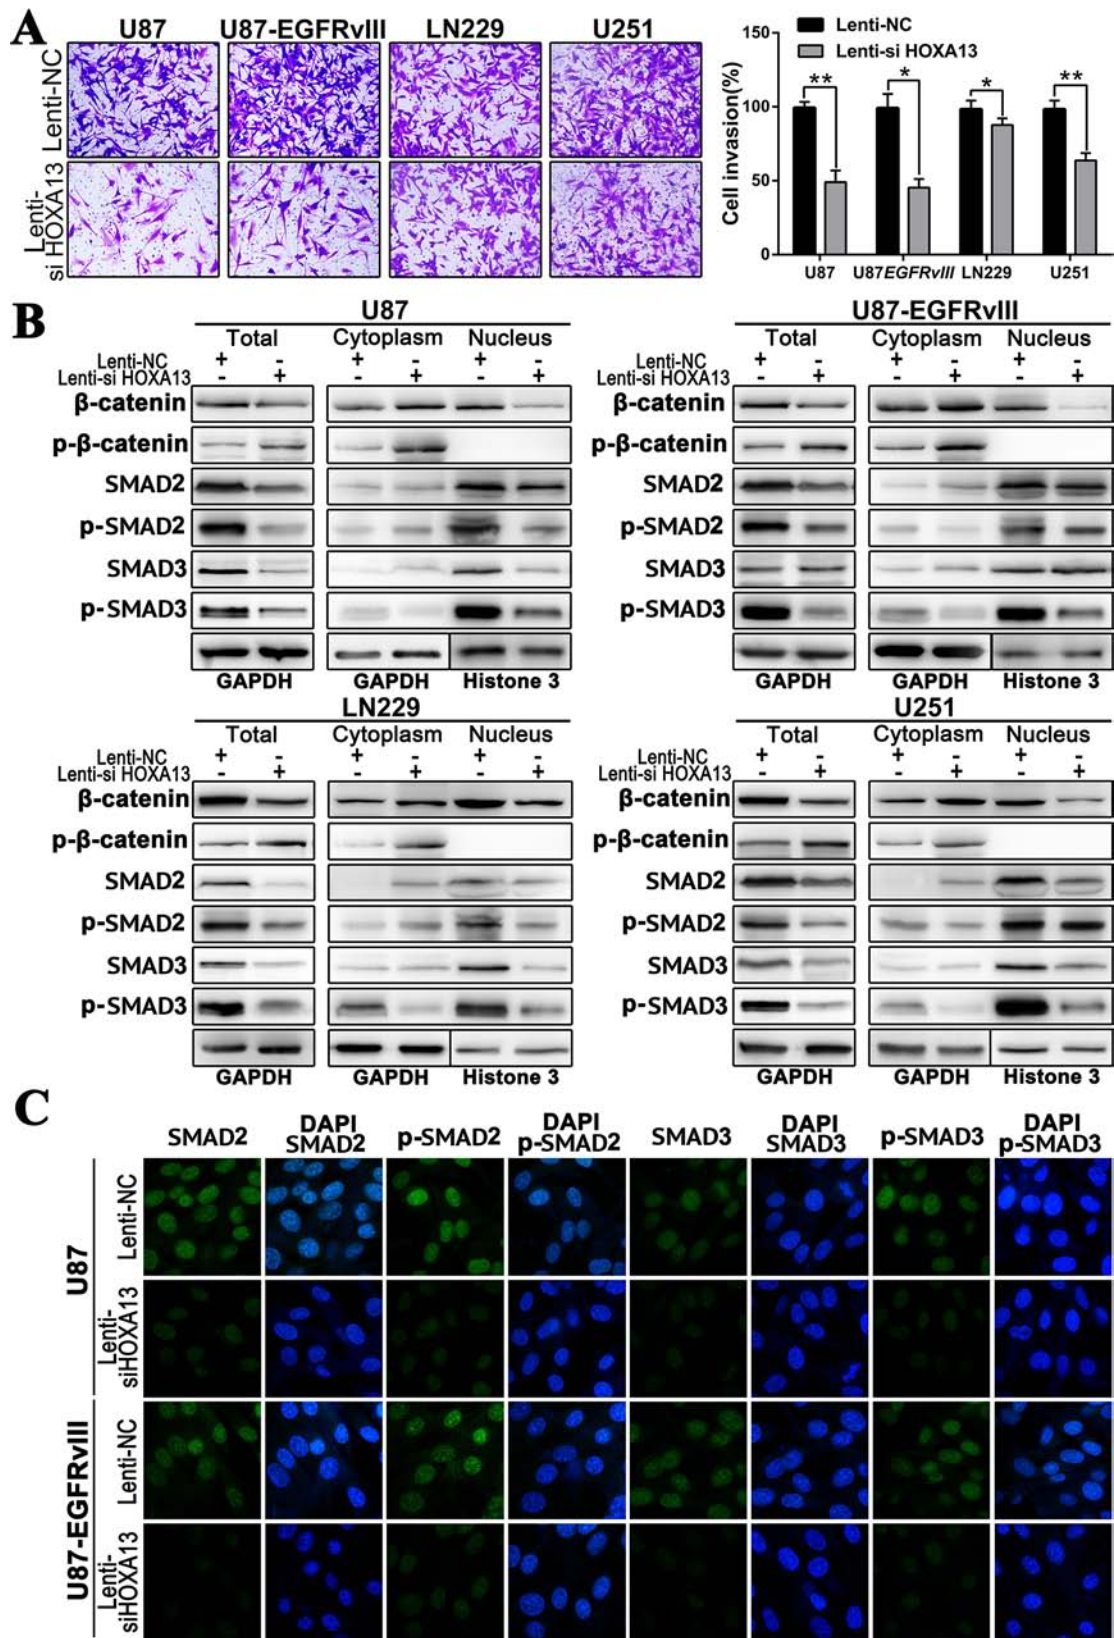 A
U87 U87-EGFRvIII LN229 U251
Lenti-NC
Lenti-
si HOXA13
Lenti-NC
Lenti-si HOXA13
Cell invasion(%)
150
100
50
0
** * * **
U87 U87EGFRvIII LN229 U251
B
U87
Total Cytoplasm Nucleus
Lenti-NC + - + - + -
Lenti-si HOXA13 - + - + - +
β-catenin
p-β-catenin
SMAD2
p-SMAD2
SMAD3
p-SMAD3
GAPDH GAPDH Histone 3
U87-EGFRvIII
Total Cytoplasm Nucleus
Lenti-NC + - + - + -
Lenti-si HOXA13 - + - + - +
β-catenin
p-β-catenin
SMAD2
p-SMAD2
SMAD3
p-SMAD3
GAPDH GAPDH Histone 3
LN229
Total Cytoplasm Nucleus
Lenti-NC + - + - + -
Lenti-si HOXA13 - + - + - +
β-catenin
p-β-catenin
SMAD2
p-SMAD2
SMAD3
p-SMAD3
GAPDH GAPDH Histone 3
U251
Total Cytoplasm Nucleus
Lenti-NC + - + - + -
Lenti-si HOXA13 - + - + - +
β-catenin
p-β-catenin
SMAD2
p-SMAD2
SMAD3
p-SMAD3
GAPDH GAPDH Histone 3
C
SMAD2 DAPI SMAD2 p-SMAD2 DAPI p-SMAD2 SMAD3 DAPI SMAD3 p-SMAD3 DAPI p-SMAD3
U87
Lenti-NC
Lenti-
siHOXA13
U87-EGFRvIII
Lenti-NC
Lenti-
siHOXA13